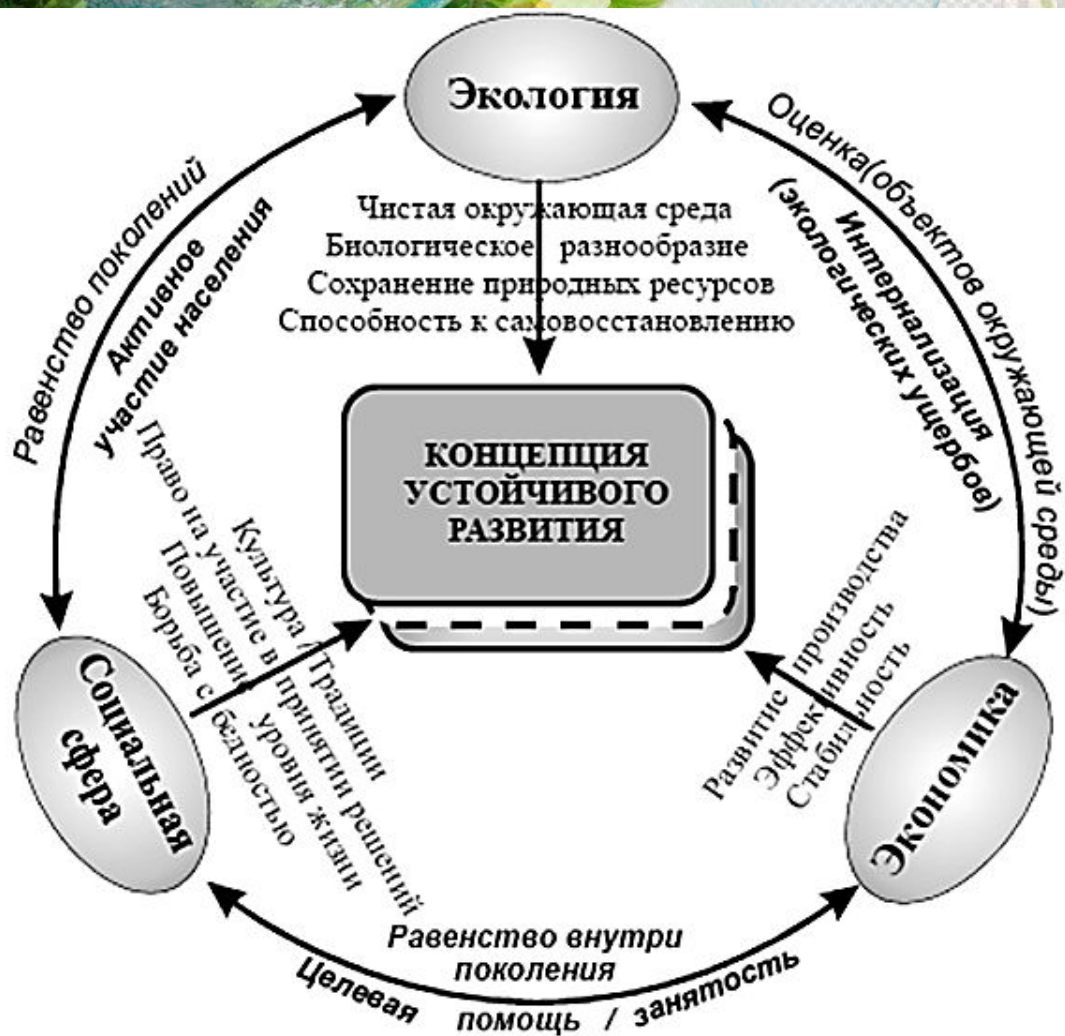 Экология
Чистая окружающая среда
Биологическое разнообразие
Сохранение природных ресурсов
Способность к самовосстановлению
Равенство поколений
Активное
участие населения
Оценка(объектов окружающей среды)
Интернализация
(экологических ущербов)
КОНЦЕПЦИЯ
УСТОЙЧИВОГО
РАЗВИТИЯ
Культура / Традиции
Право на участие в принятии решений
Повышение уровня жизни
Борьба с бедностью
Развитие производства
Эффективность
Стабильность
Социальная
сфера
Экономика
Равенство внутри
поколения
Целевая помощь / занятость